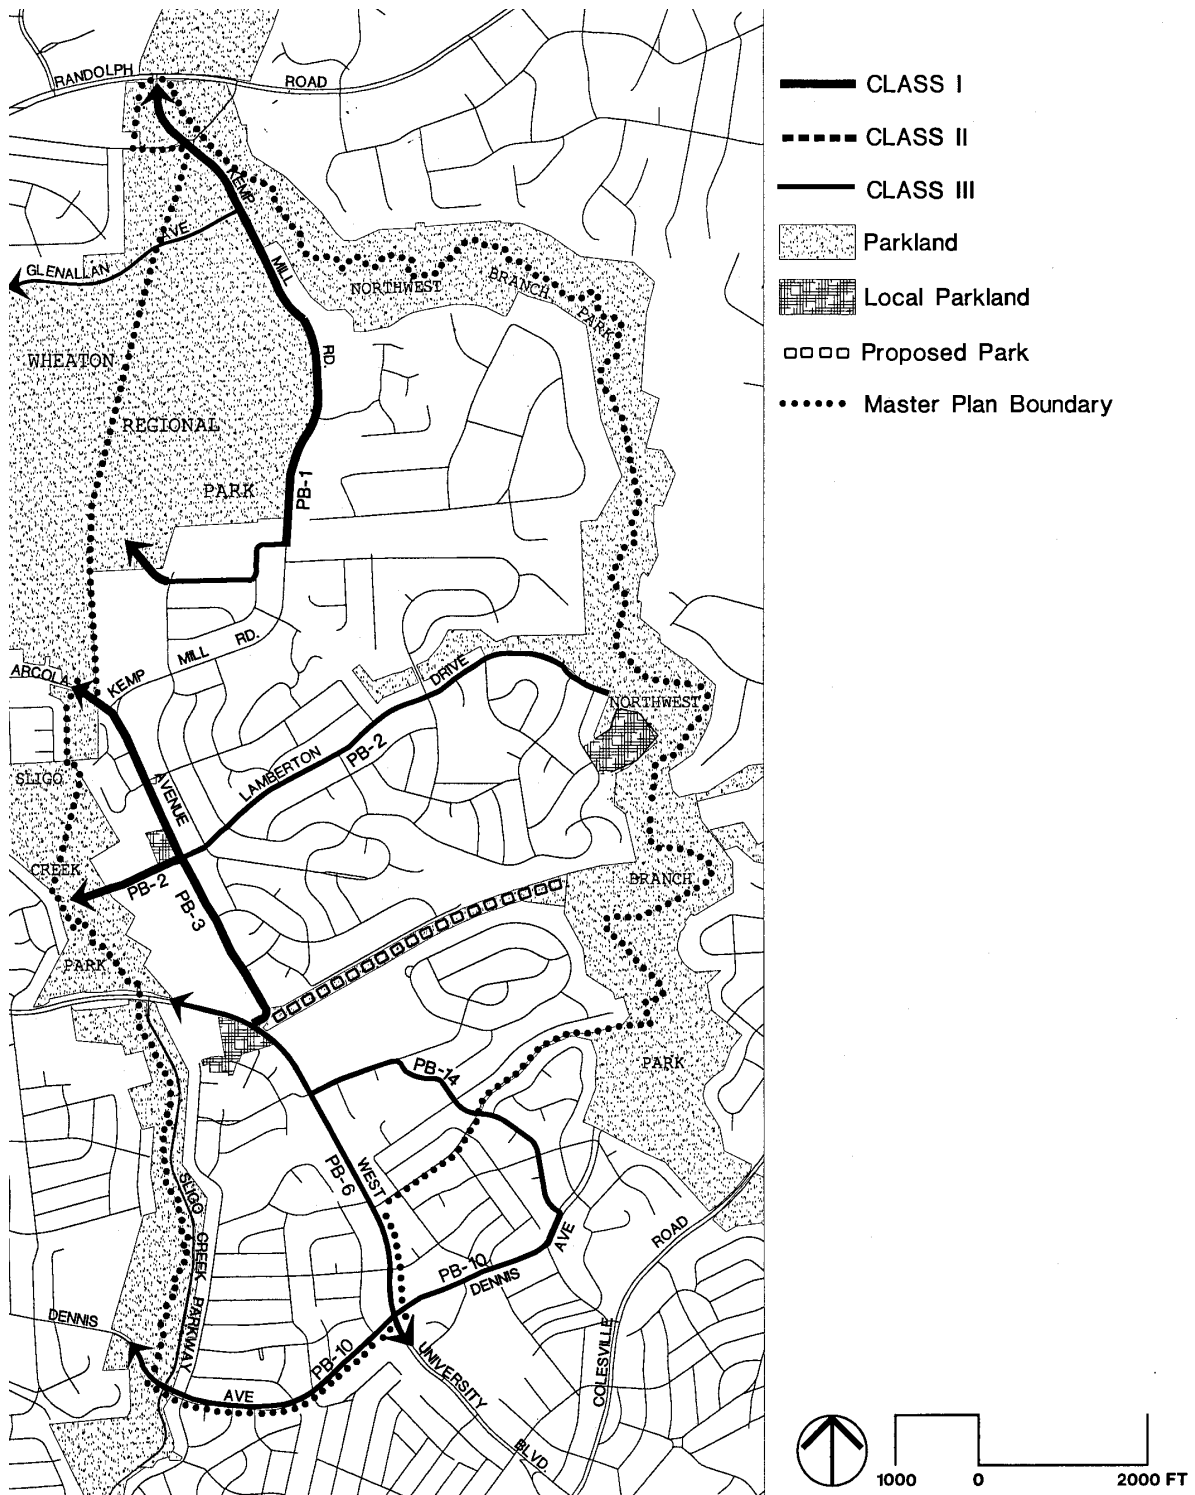 RANDOLPH ROAD
KEMP
MILL
RD.
GLENALLAN AVE
NORTHWEST
BRANCH
PARK
WHEATON
REGIONAL
PARK
PB-1
ARCOLA
KEMP MILL RD.
AVENUE
LAMBERTON DRIVE
PB-2
NORTHWEST
SLIGO
CREEK
PB-2
PB-3
BRANCH
PARK
PB-14
PARK
WEST
PB-6
SLIGO CREEK PARKWAY
PB-10
DENNIS AVE
COLESVILLE ROAD
DENNIS
PB-10
AVE
UNIVERSITY
BLVD.
CLASS I
CLASS II
CLASS III
Parkland
Local Parkland
Proposed Park
Master Plan Boundary
1000 0 2000 FT